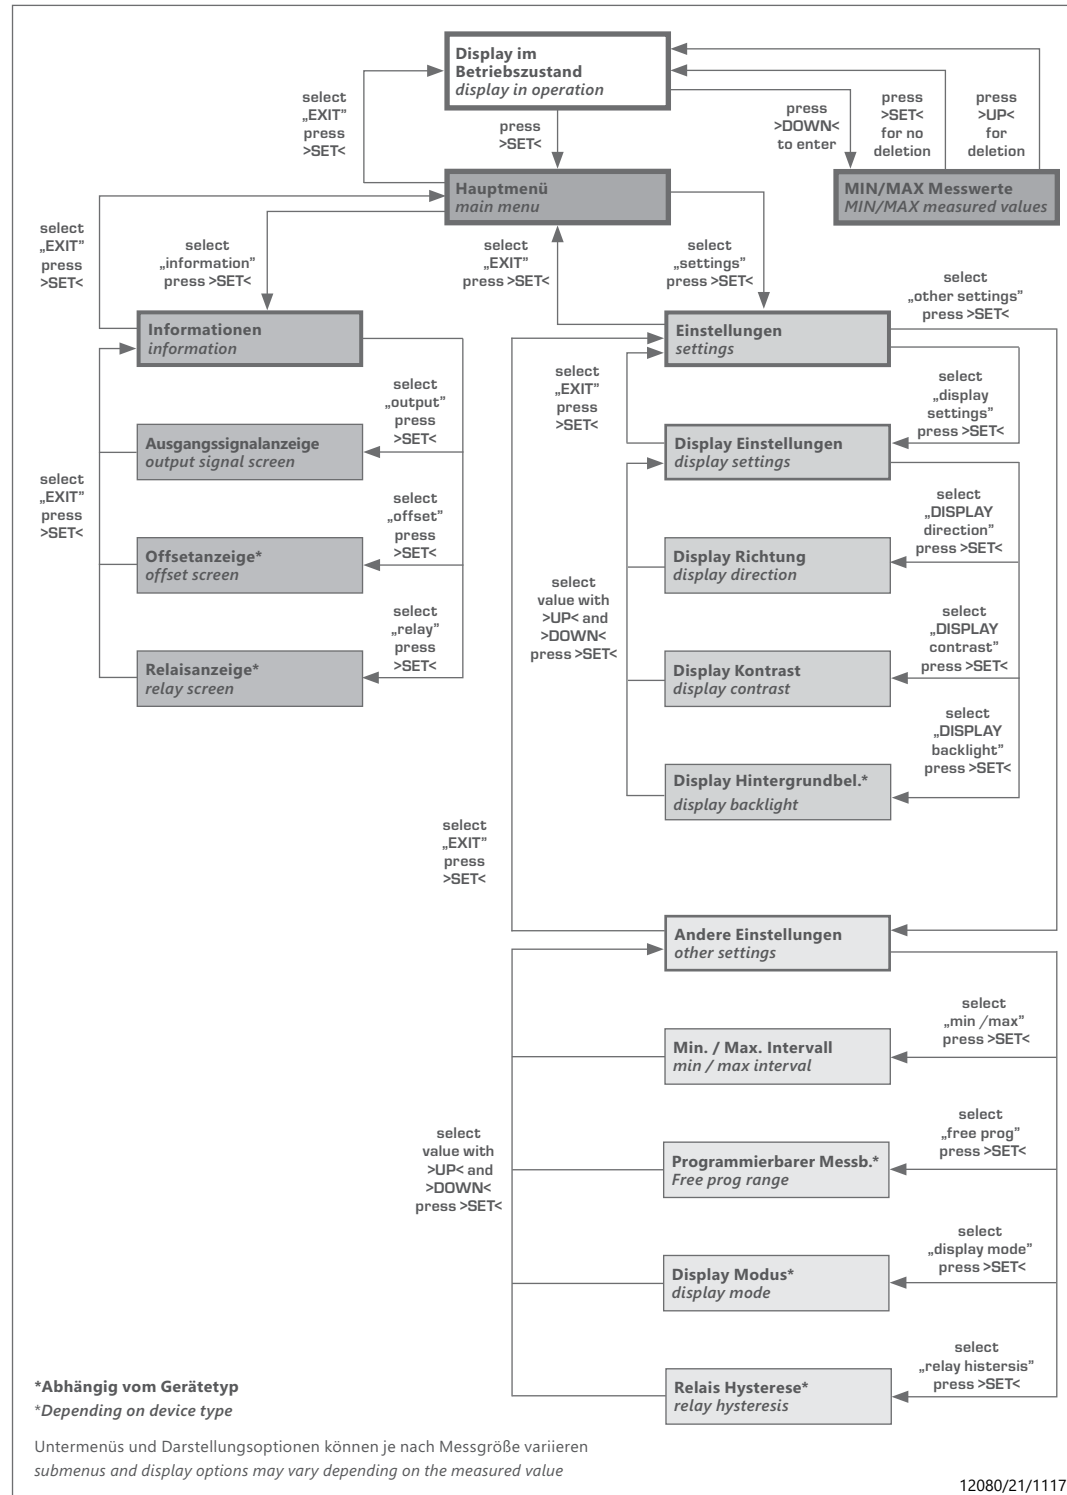 Display im
Betriebszustand
display in operation
select
„EXIT”
press
>SET<
press
>SET<
press
>DOWN<
to enter
press
>SET<
for no
deletion
press
>UP<
for
deletion
Hauptmenü
main menu
MIN/MAX Messwerte
MIN/MAX measured values
select
„EXIT”
press
>SET<
select
„information”
press >SET<
select
„EXIT”
press >SET<
select
„settings”
press >SET<
select
„other settings”
press >SET<
Informationen
information
Einstellungen
settings
select
„output”
press
>SET<
select
„EXIT”
press
>SET<
select
„display
settings”
press >SET<
Ausgangssignalanzeige
output signal screen
Display Einstellungen
display settings
select
„EXIT”
press
>SET<
select
„offset”
press
>SET<
select
„DISPLAY
direction”
press >SET<
Offsetanzeige*
offset screen
Display Richtung
display direction
select
value with
>UP< and
>DOWN<
press >SET<
select
„relay”
press
>SET<
select
„DISPLAY
contrast”
press >SET<
Relaisanzeige*
relay screen
Display Kontrast
display contrast
select
„DISPLAY
backlight”
press >SET<
Display Hintergrundbel.*
display backlight
select
„EXIT”
press
>SET<
Andere Einstellungen
other settings
select
„min /max”
press >SET<
Min. / Max. Intervall
min / max interval
select
value with
>UP< and
>DOWN<
press >SET<
select
„free prog”
press >SET<
Programmierbarer Messb.*
Free prog range
select
„display mode”
press >SET<
Display Modus*
display mode
select
„relay histersis”
press >SET<
Relais Hysterese*
relay hysteresis
*Abhängig vom Gerätetyp
*Depending on device type
Untermenüs und Darstellungsoptionen können je nach Messgröße variieren
submenus and display options may vary depending on the measured value
12080/21/1117